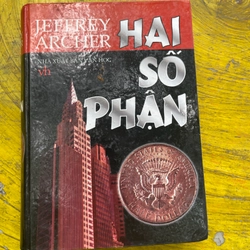 JEFFREY
ARCHER
HAI
NHÀ XUẤT BẢN VĂN HỌC
SỐ
PHẬN